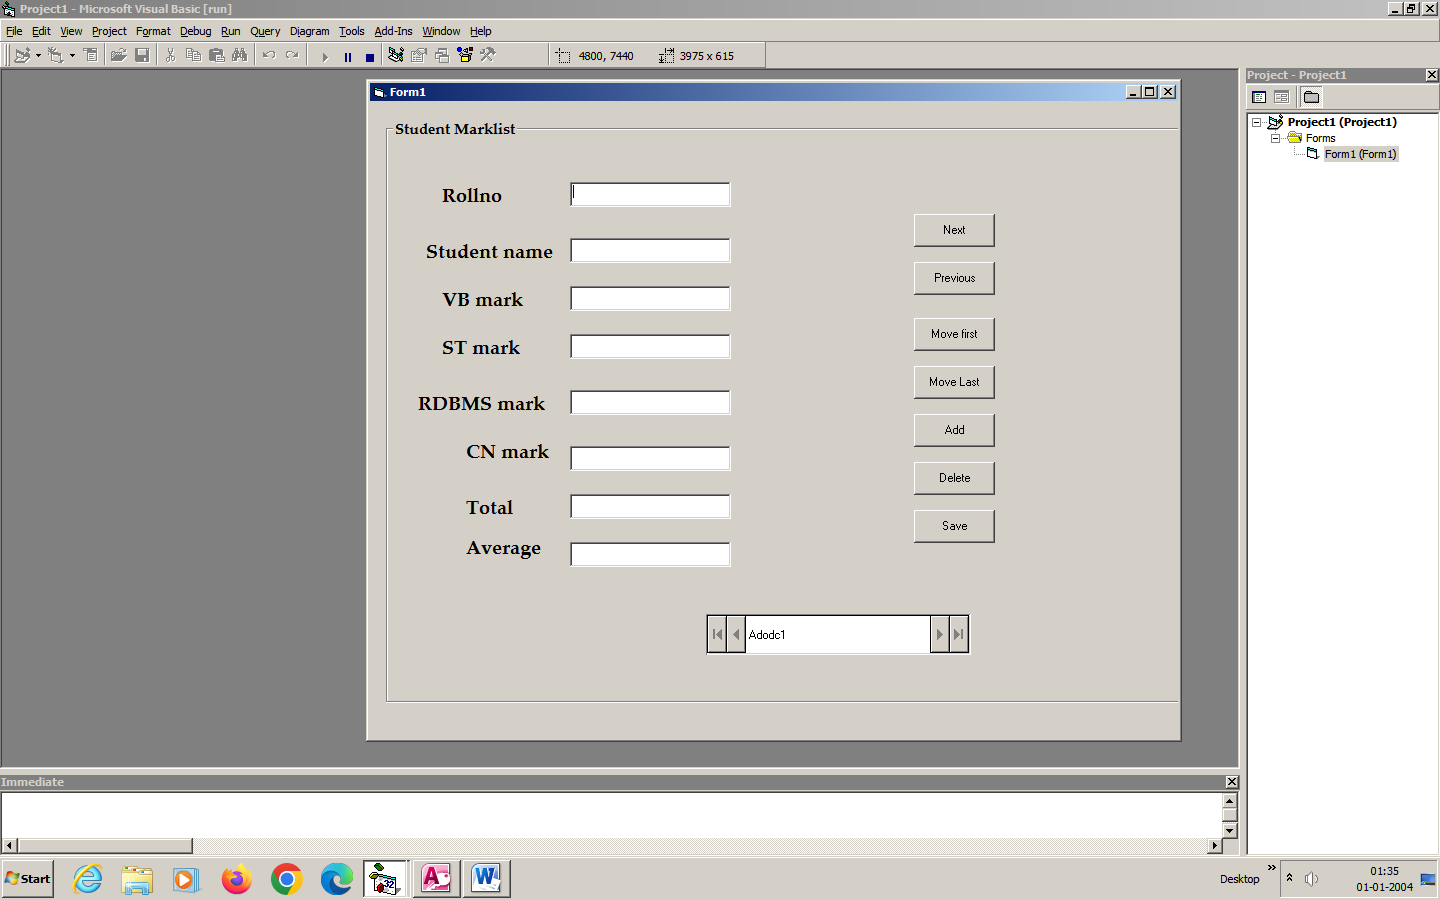 Project1 - Microsoft Visual Basic [run]
File Edit View Project Format Debug Run Query Diagram Tools Add-Ins Window Help
4800, 7440 3975 x 615
Project - Project1
Project1 (Project1)
Forms
Form1 (Form1)
Form1
Student Marklist
Rollno
Student name
VB mark
ST mark
RDBMS mark
CN mark
Total
Average
Next
Previous
Move first
Move Last
Add
Delete
Save
Adodc1
Immediate
Start
Desktop
01:35
01-01-2004